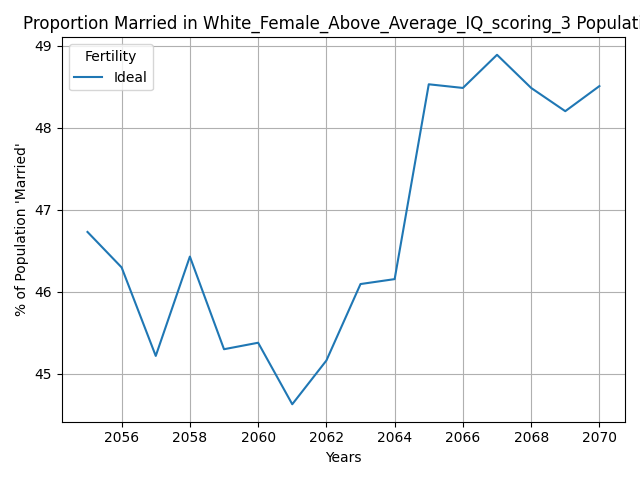 Proportion Married in White_Female_Above_Average_IQ_scoring_3 Populati
49
48
47
46
45
% of Population 'Married'
Fertility
Ideal
2056 2058 2060 2062 2064 2066 2068 2070
Years